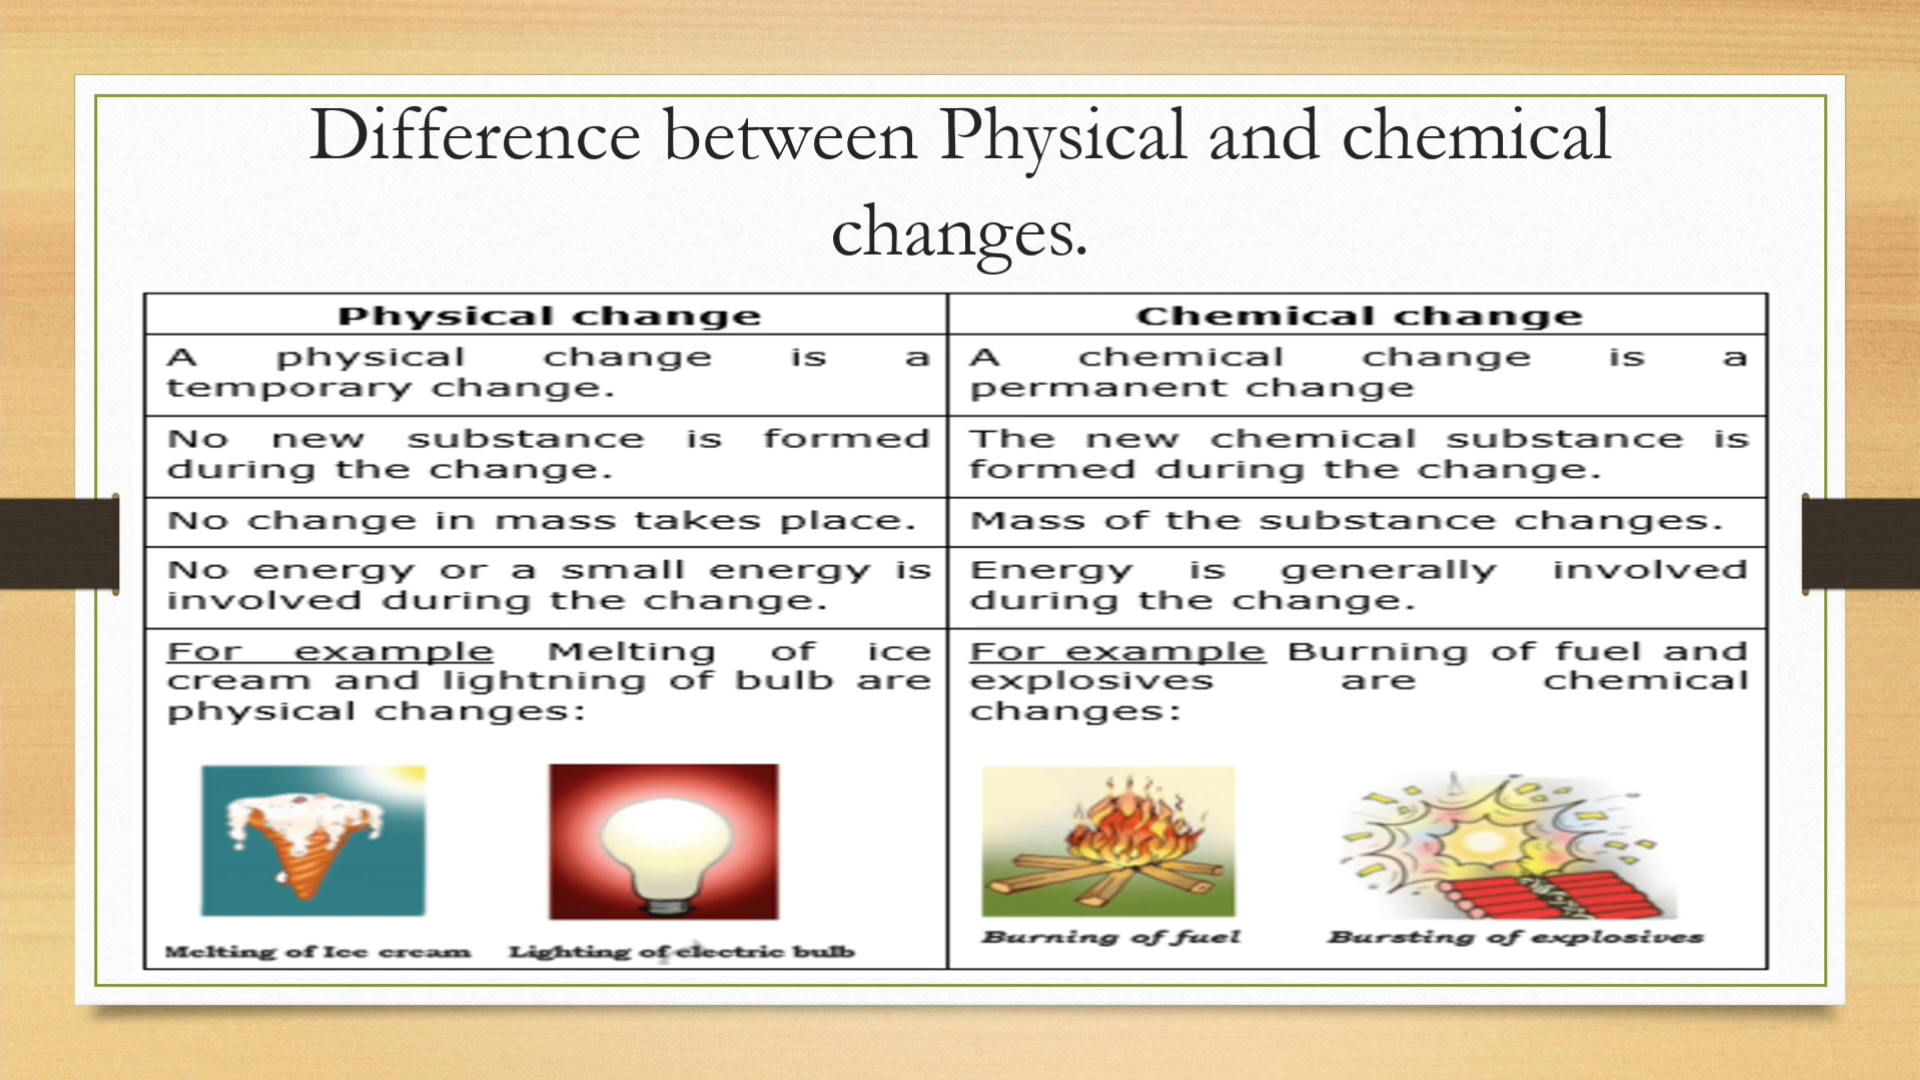 Difference between Physical and chemical
changes.
Physical change
Chemical change
A physical change is a
temporary change.
A chemical change is a
permanent change
No new substance is formed
during the change.
The new chemical substance is
formed during the change.
No change in mass takes place.
Mass of the substance changes.
No energy or a small energy is
involved during the change.
Energy is generally involved
during the change.
For example Melting of ice
cream and lightning of bulb are
physical changes:
For example Burning of fuel and
explosives are chemical
changes:
Melting of Ice cream
Lighting of electric bulb
Burning of fuel
Bursting of explosives